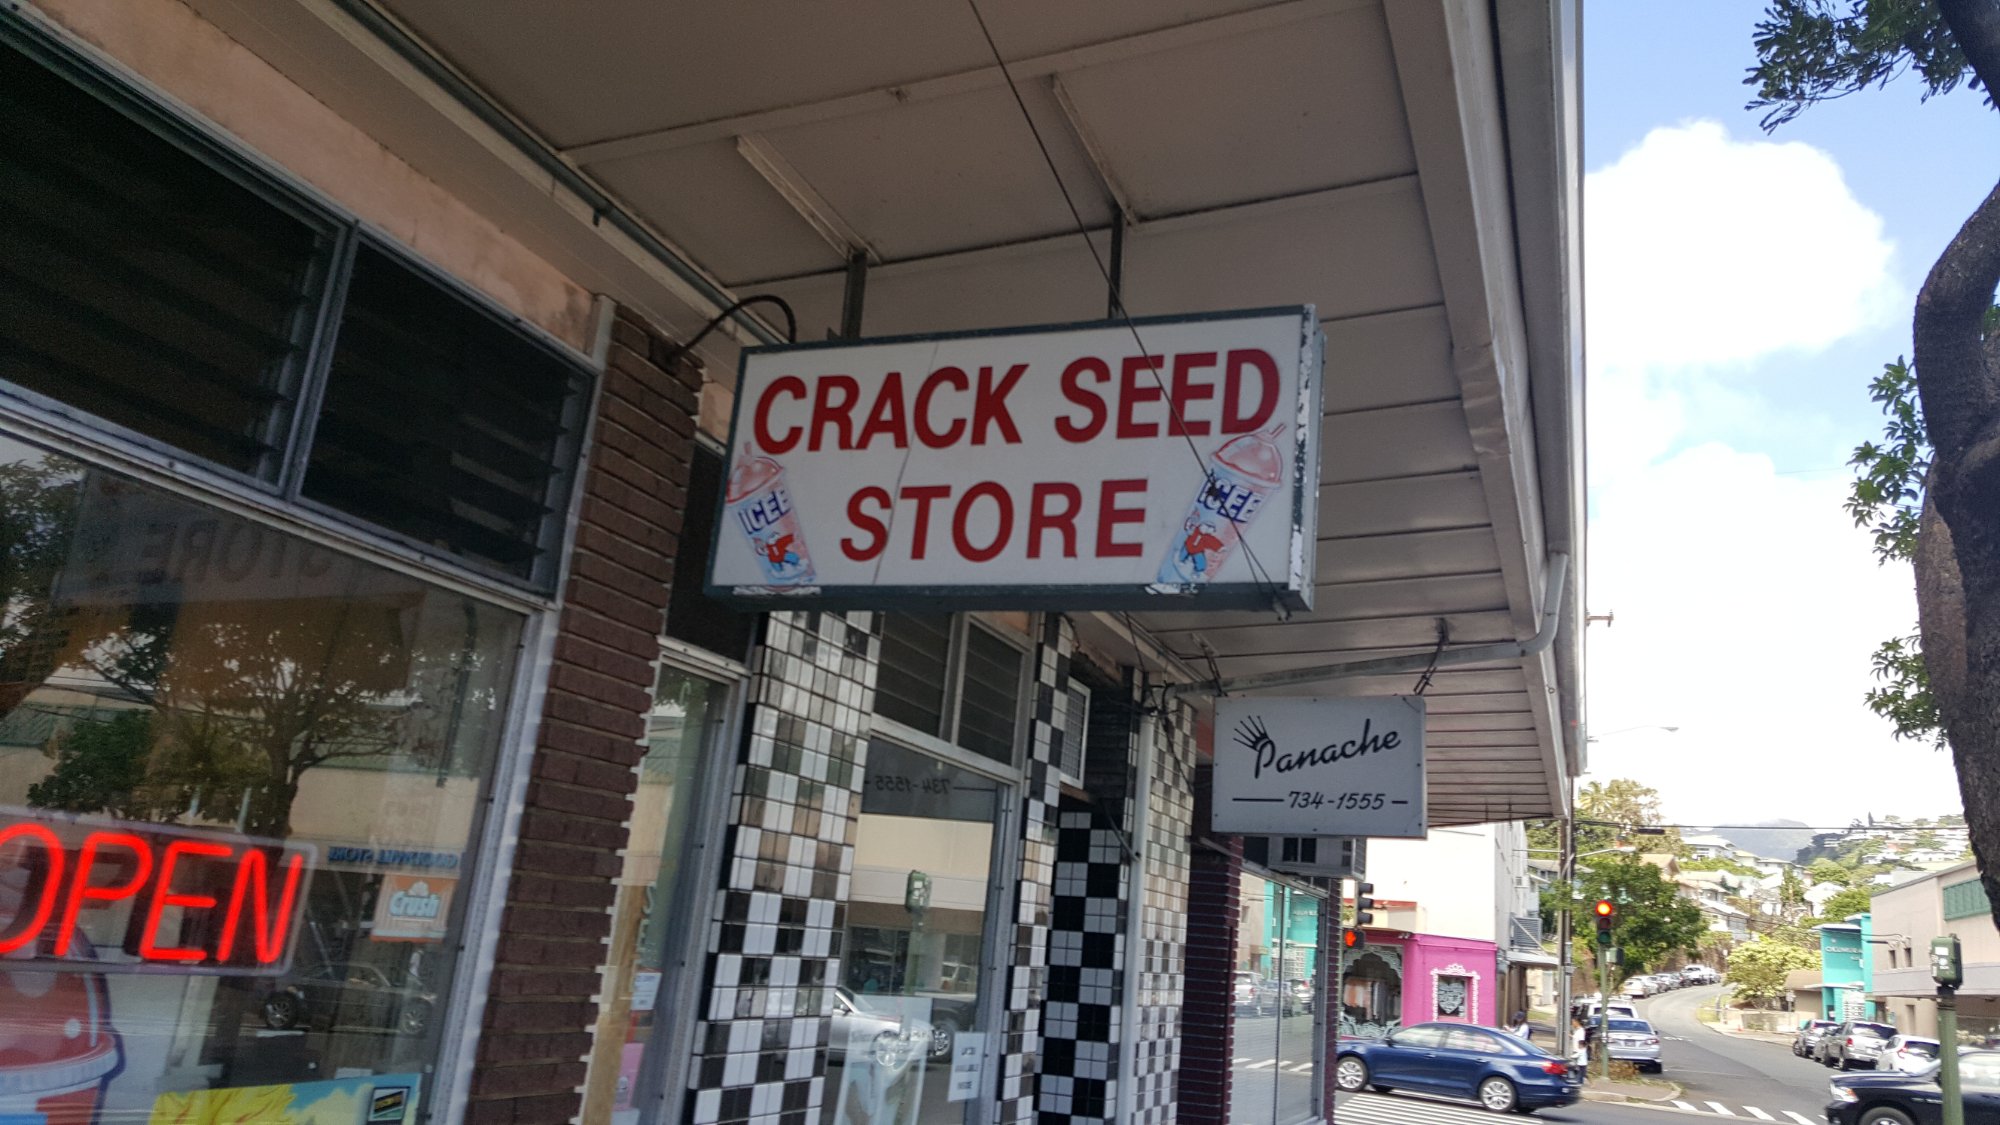 CRACK SEED
STORE
ICEE
ICEE
Panache
734-1555
OPEN
Crush